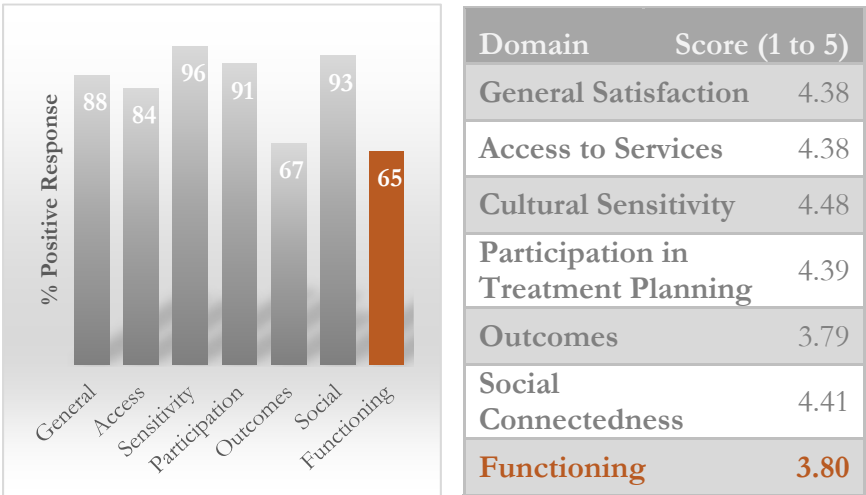 % Positive Response
88
84
96
91
67
93
65
General
Access
Sensitivity
Participation
Outcomes
Social
Functioning
Domain Score (1 to 5)
General Satisfaction 4.38
Access to Services 4.38
Cultural Sensitivity 4.48
Participation in
Treatment Planning 4.39
Outcomes 3.79
Social
Connectedness 4.41
Functioning 3.80